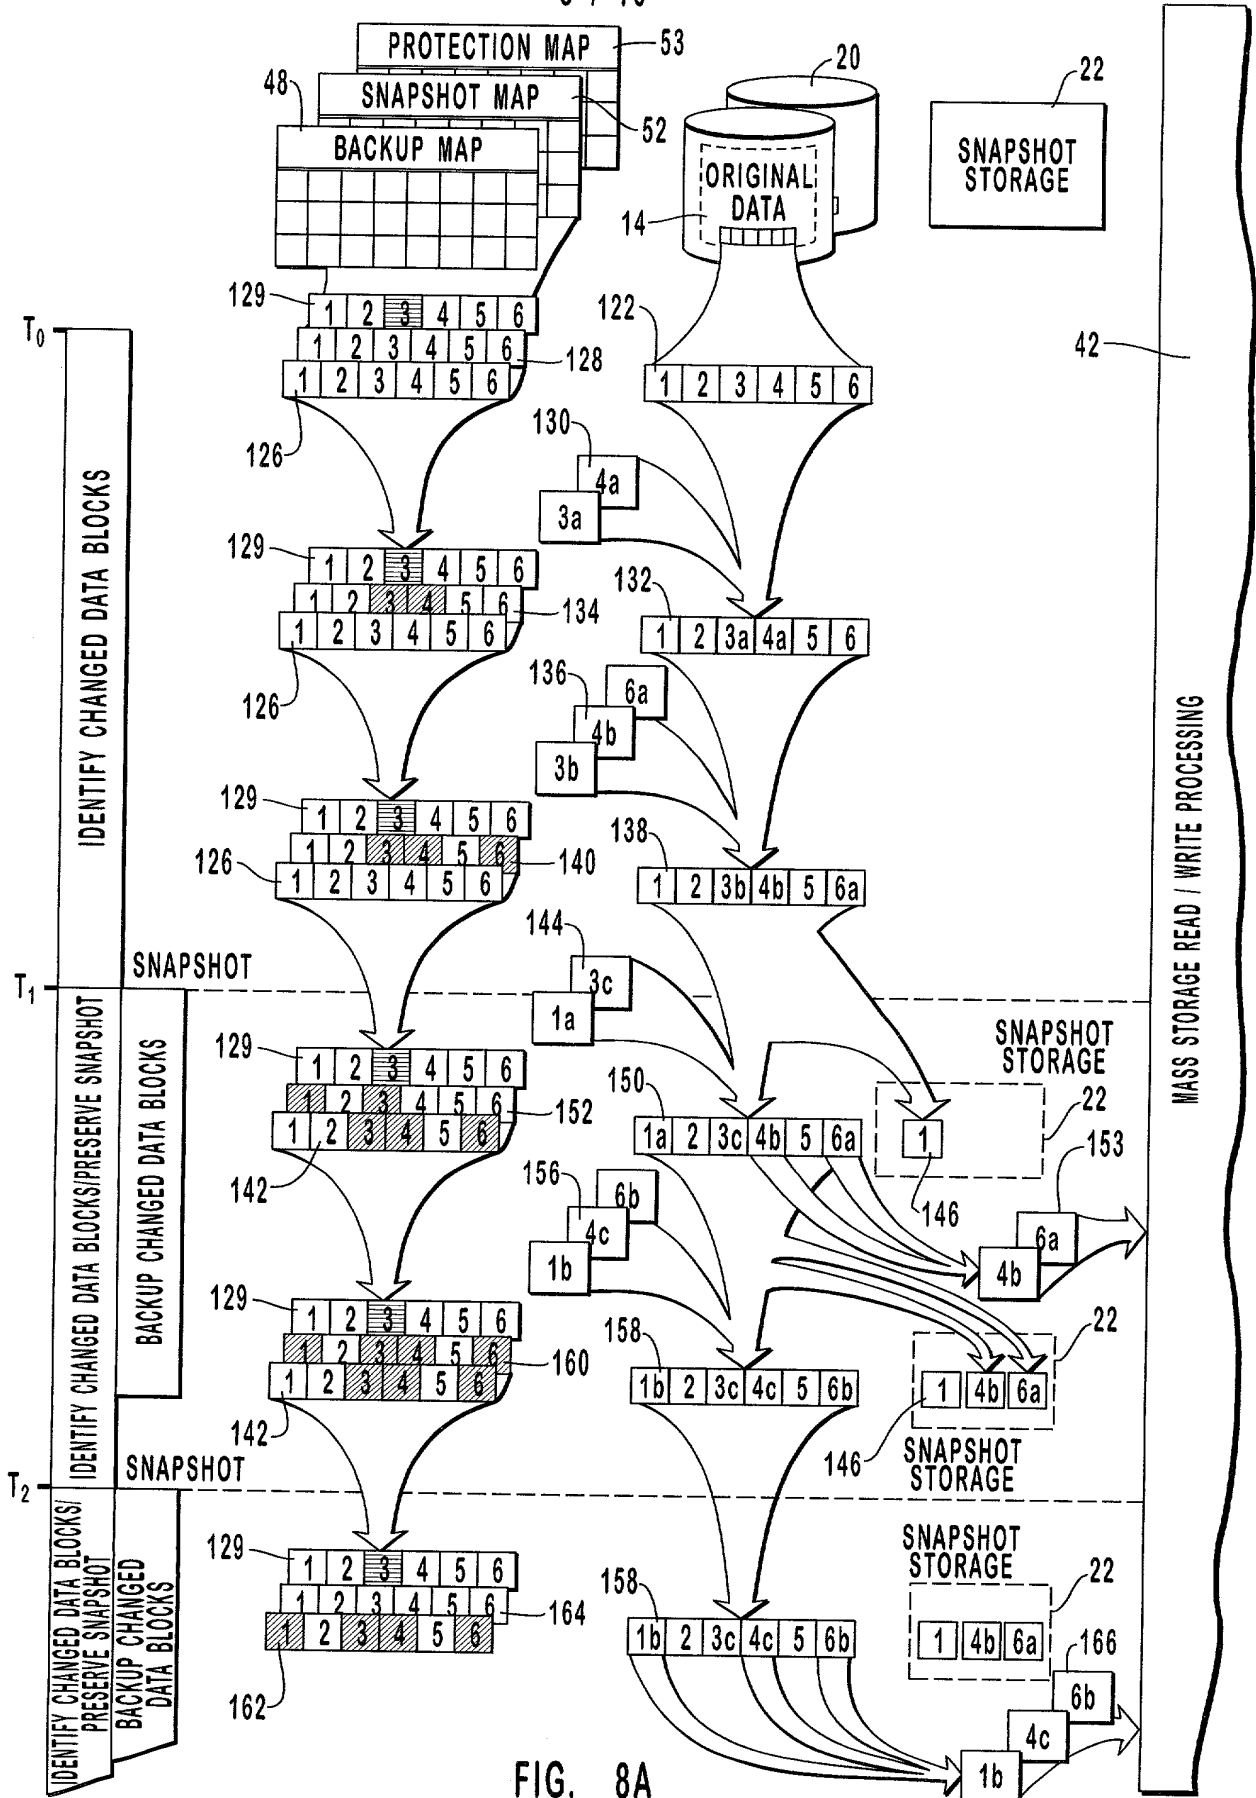 PROTECTION MAP
53
SNAPSHOT MAP
52
48
BACKUP MAP
20
ORIGINAL
DATA
14
22
SNAPSHOT
STORAGE
T0
129
1 2 3 4 5 6
1 2 3 4 5 6
128
1 2 3 4 5 6
126
122
1 2 3 4 5 6
42
130
4a
3a
129
1 2 3 4 5 6
1 2 3 4 5 6
134
1 2 3 4 5 6
126
132
1 2 3a 4a 5 6
136
6a
4b
3b
129
1 2 3 4 5 6
1 2 3 4 5 6
140
126
1 2 3 4 5 6
138
1 2 3b 4b 5 6a
IDENTIFY CHANGED DATA BLOCKS
MASS STORAGE READ / WRITE PROCESSING
SNAPSHOT
T1
144
3c
1a
129
1 2 3 4 5 6
1 2 3 4 5 6
152
1 2 3 4 5 6
142
150
1a 2 3c 4b 5 6a
SNAPSHOT
STORAGE
22
1
146
153
6a
4b
156
6b
4c
1b
129
1 2 3 4 5 6
1 2 3 4 5 6
160
1 2 3 4 5 6
142
158
1b 2 3c 4c 5 6b
22
1 4b 6a
146
SNAPSHOT
STORAGE
IDENTIFY CHANGED DATA BLOCKS/PRESERVE SNAPSHOT
BACKUP CHANGED DATA BLOCKS
SNAPSHOT
T2
129
1 2 3 4 5 6
1 2 3 4 5 6
164
1 2 3 4 5 6
162
158
1b 2 3c 4c 5 6b
SNAPSHOT
STORAGE
22
1 4b 6a
166
6b
4c
1b
IDENTIFY CHANGED DATA BLOCKS/
PRESERVE SNAPSHOT
BACKUP CHANGED
DATA BLOCKS
FIG. 8A